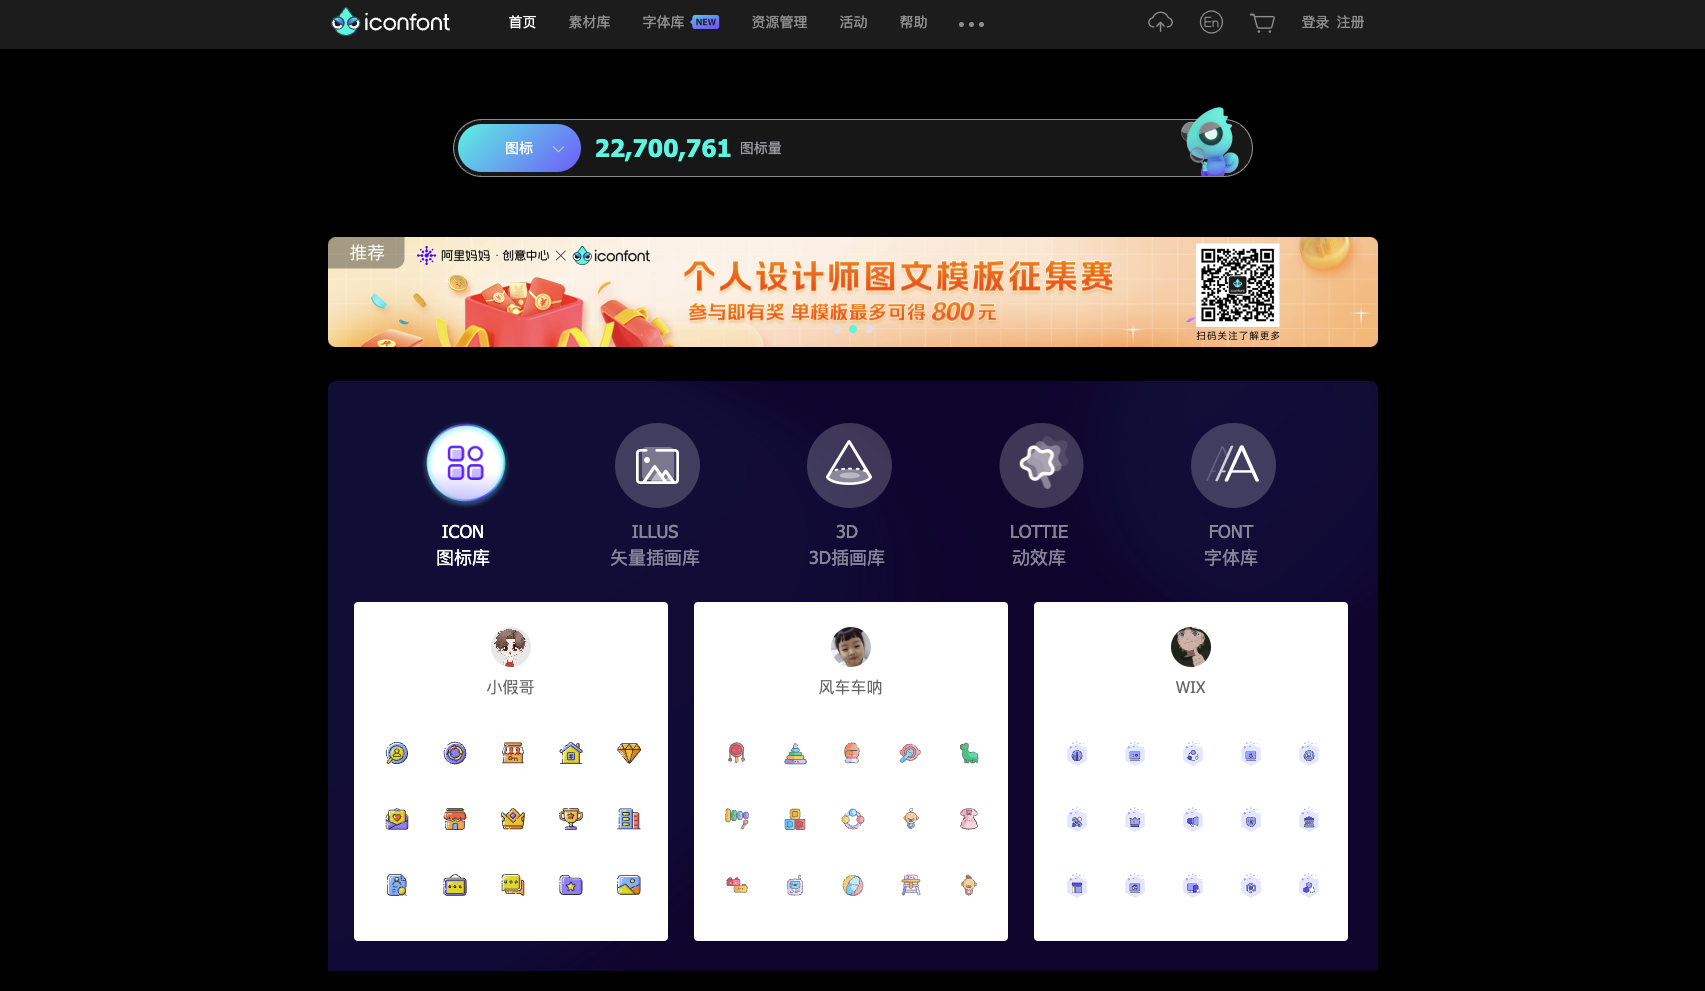 iconfont 首页 素材库 字体库 NEW 资源管理 活动 帮助 En 登录 注册
图标 22,700,761 图标量
推荐 阿里妈妈·创意中心 × iconfont
个人设计师图文模板征集赛
参与即有奖 单模板最多可得 800 元
扫码关注了解更多
ICON ILLUS 3D LOTTIE FONT
图标库 矢量插画库 3D插画库 动效库 字体库
小假哥 风车车呐 WIX